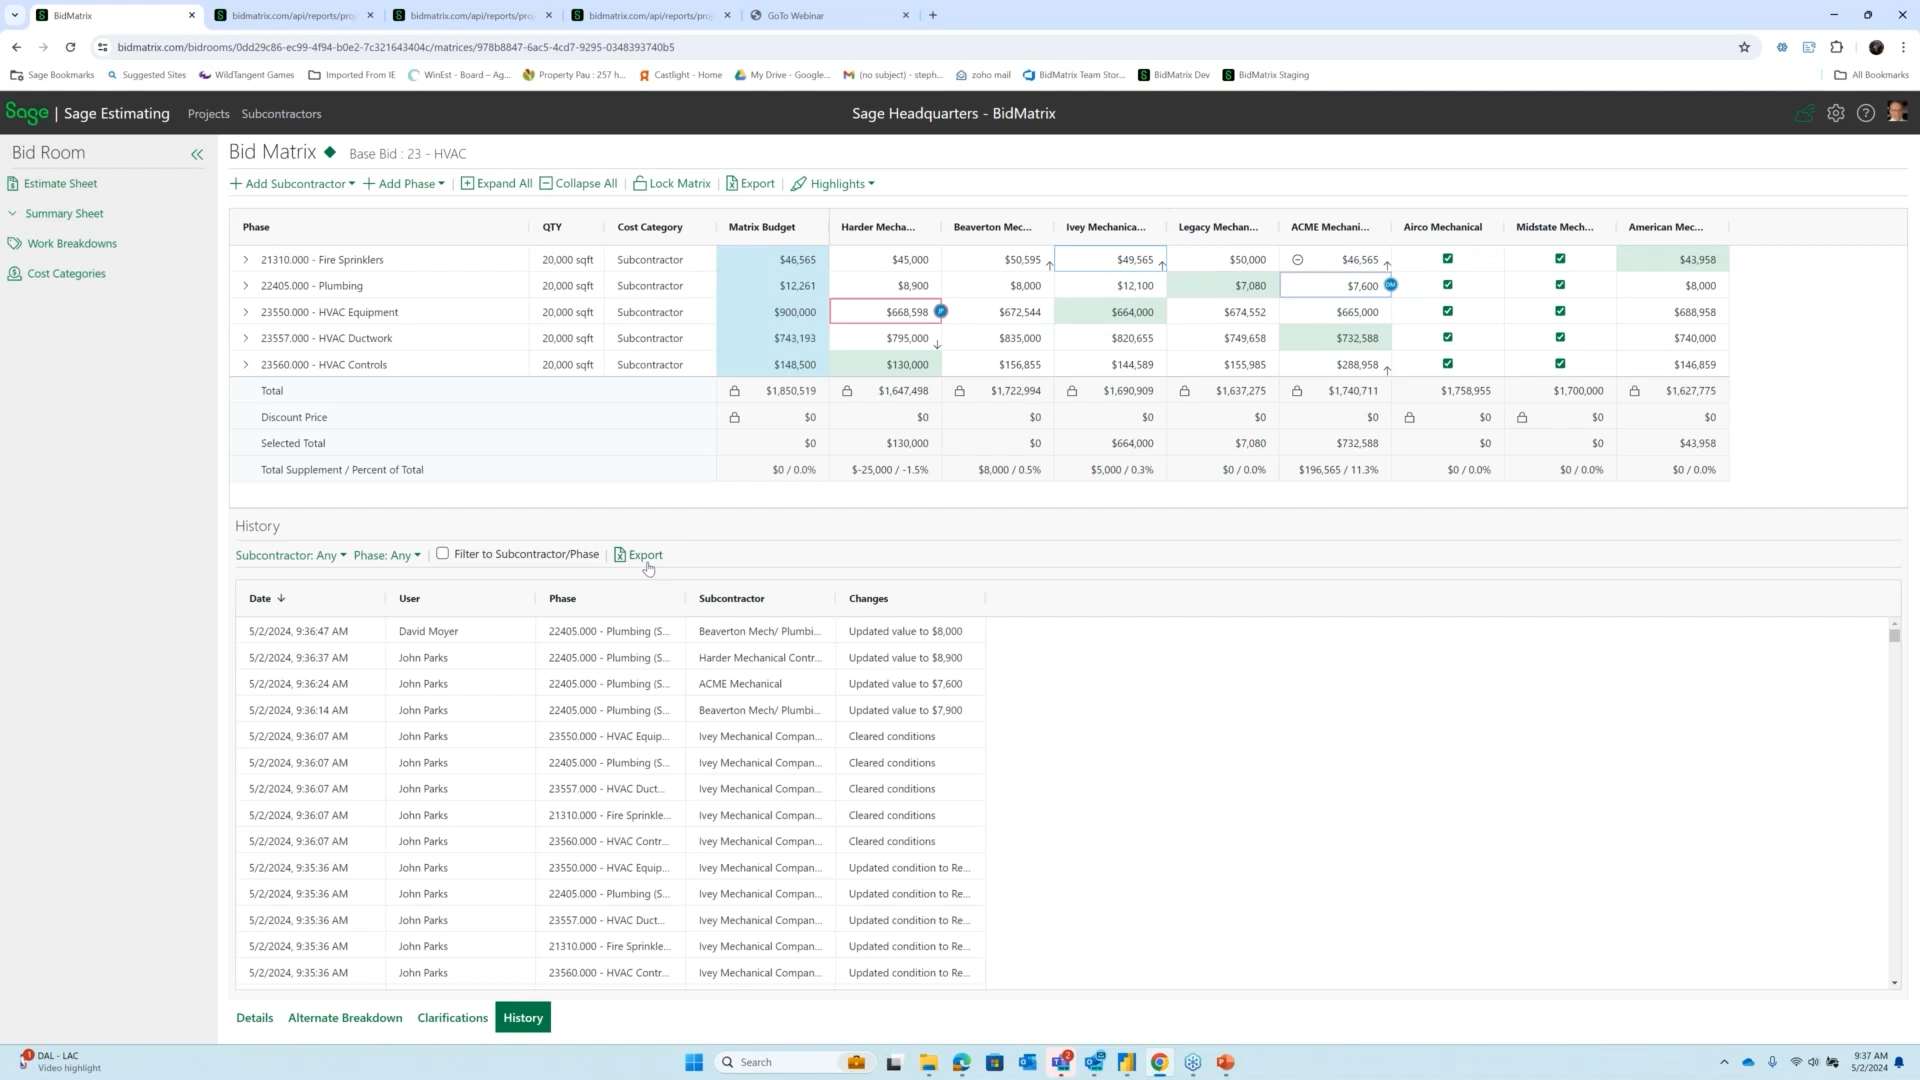 BidMatrix
bidmatrix.com/api/reports/proj
bidmatrix.com/api/reports/proj
bidmatrix.com/api/reports/proj
GoTo Webinar
bidmatrix.com/bidrooms/0dd29c86-ec99-4f94-b0e2-7c321643404c/matrices/978b8847-6ac5-4cd7-9295-0348393740b5
Sage Bookmarks
Suggested Sites
WildTangent Games
Imported From IE
WinEst - Board – Ag...
Property Pau : 257 h...
Castlight - Home
My Drive - Google...
(no subject) - steph...
zoho mail
BidMatrix Team Stor...
BidMatrix Dev
BidMatrix Staging
All Bookmarks
Sage | Sage Estimating Projects Subcontractors
Sage Headquarters - BidMatrix
Bid Room
Estimate Sheet
Summary Sheet
Work Breakdowns
Cost Categories
Bid Matrix Base Bid : 23 - HVAC
Add Subcontractor Add Phase | Expand All Collapse All | Lock Matrix | Export | Highlights
Phase QTY Cost Category Matrix Budget Harder Mecha... Beaverton Mec... Ivey Mechanica... Legacy Mechan... ACME Mechani... Airco Mechanical Midstate Mech... American Mec...
21310.000 - Fire Sprinklers 20,000 sqft Subcontractor $46,565 $45,000 $50,595 $49,565 $50,000 $46,565 $43,958
22405.000 - Plumbing 20,000 sqft Subcontractor $12,261 $8,900 $8,000 $12,100 $7,080 $7,600 DM $8,000
23550.000 - HVAC Equipment 20,000 sqft Subcontractor $900,000 $668,598 JP $672,544 $664,000 $674,552 $665,000 $688,958
23557.000 - HVAC Ductwork 20,000 sqft Subcontractor $743,193 $795,000 $835,000 $820,655 $749,658 $732,588 $740,000
23560.000 - HVAC Controls 20,000 sqft Subcontractor $148,500 $130,000 $156,855 $144,589 $155,985 $288,958 $146,859
Total $1,850,519 $1,647,498 $1,722,994 $1,690,909 $1,637,275 $1,740,711 $1,758,955 $1,700,000 $1,627,775
Discount Price $0 $0 $0 $0 $0 $0 $0 $0 $0
Selected Total $0 $130,000 $0 $664,000 $7,080 $732,588 $0 $0 $43,958
Total Supplement / Percent of Total $0 / 0.0% $-25,000 / -1.5% $8,000 / 0.5% $5,000 / 0.3% $0 / 0.0% $196,565 / 11.3% $0 / 0.0% $0 / 0.0% $0 / 0.0%
History
Subcontractor: Any Phase: Any | Filter to Subcontractor/Phase | Export
Date User Phase Subcontractor Changes
5/2/2024, 9:36:47 AM David Moyer 22405.000 - Plumbing (S... Beaverton Mech/ Plumbi... Updated value to $8,000
5/2/2024, 9:36:37 AM John Parks 22405.000 - Plumbing (S... Harder Mechanical Contr... Updated value to $8,900
5/2/2024, 9:36:24 AM John Parks 22405.000 - Plumbing (S... ACME Mechanical Updated value to $7,600
5/2/2024, 9:36:14 AM John Parks 22405.000 - Plumbing (S... Beaverton Mech/ Plumbi... Updated value to $7,900
5/2/2024, 9:36:07 AM John Parks 23550.000 - HVAC Equip... Ivey Mechanical Compan... Cleared conditions
5/2/2024, 9:36:07 AM John Parks 22405.000 - Plumbing (S... Ivey Mechanical Compan... Cleared conditions
5/2/2024, 9:36:07 AM John Parks 23557.000 - HVAC Duct... Ivey Mechanical Compan... Cleared conditions
5/2/2024, 9:36:07 AM John Parks 21310.000 - Fire Sprinkle... Ivey Mechanical Compan... Cleared conditions
5/2/2024, 9:36:07 AM John Parks 23560.000 - HVAC Contr... Ivey Mechanical Compan... Cleared conditions
5/2/2024, 9:35:36 AM John Parks 23550.000 - HVAC Equip... Ivey Mechanical Compan... Updated condition to Re...
5/2/2024, 9:35:36 AM John Parks 22405.000 - Plumbing (S... Ivey Mechanical Compan... Updated condition to Re...
5/2/2024, 9:35:36 AM John Parks 23557.000 - HVAC Duct... Ivey Mechanical Compan... Updated condition to Re...
5/2/2024, 9:35:36 AM John Parks 21310.000 - Fire Sprinkle... Ivey Mechanical Compan... Updated condition to Re...
5/2/2024, 9:35:36 AM John Parks 23560.000 - HVAC Contr... Ivey Mechanical Compan... Updated condition to Re...
Details Alternate Breakdown Clarifications History
1 DAL - LAC
Video highlight
Search
2
9:37 AM
5/2/2024